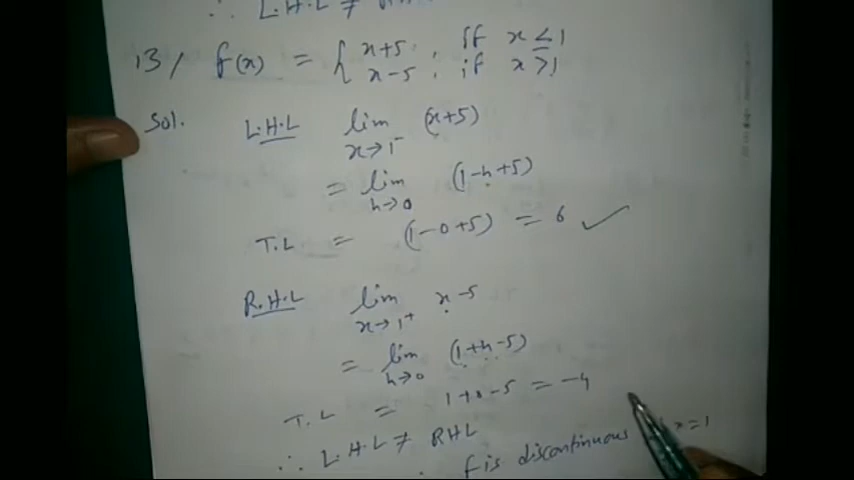 ∴ L.H.L ≠
13/ f(x) = { x+5 ; if x ≤ 1
x-5 ; if x > 1
Sol. L.H.L lim x→1⁻ (x+5)
= lim h→0 (1-h+5)
T.L = (1-0+5) = 6 ✓
R.H.L lim x→1⁺ x-5
= lim h→0 (1+h-5)
T.L = 1+0-5 = -4
∴ L.H.L ≠ RHL
∴ f is discontinuous x=1